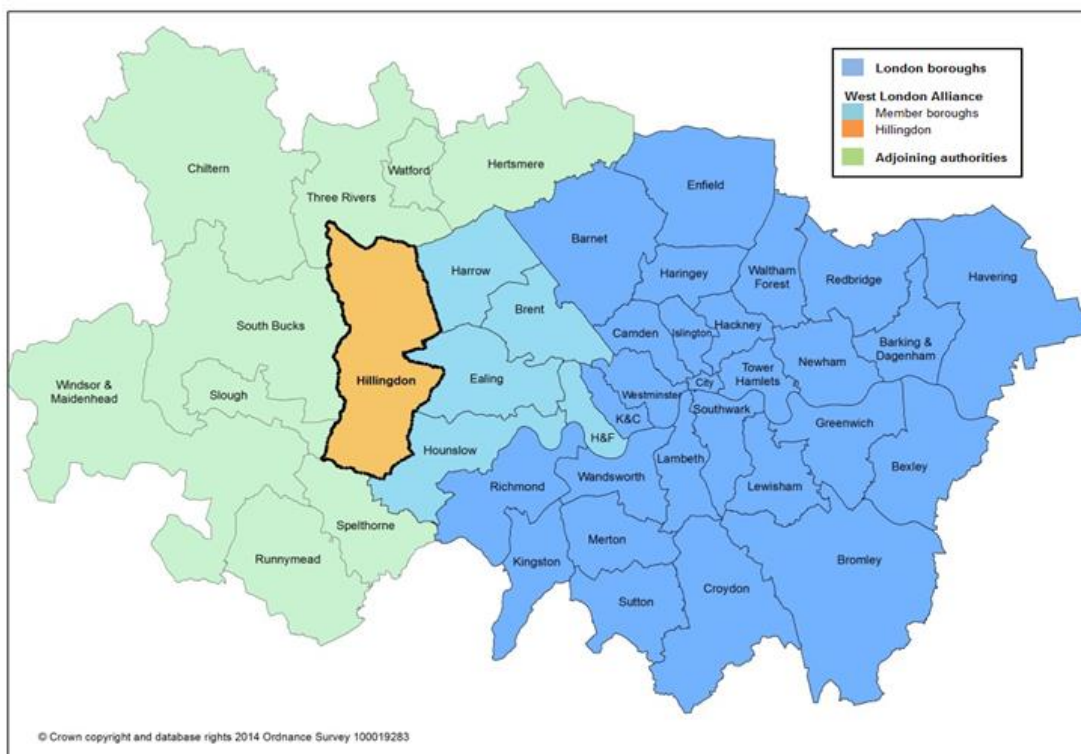 London boroughs
West London Alliance
Member boroughs
Hillingdon
Adjoining authorities
Chiltern
Three Rivers
Watford
Hertsmere
Enfield
Barnet
Harrow
Haringey
Waltham
Forest
Redbridge
Havering
Brent
South Bucks
Camden
Islington
Hackney
Barking &
Dagenham
Newham
Tower
Hamlets
Windsor &
Maidenhead
Slough
Hillingdon
Ealing
City
Westminster
K&C
Southwark
Greenwich
H&F
Hounslow
Lambeth
Bexley
Richmond
Wandsworth
Lewisham
Spelthorne
Runnymead
Kingston
Merton
Bromley
Sutton
Croydon
© Crown copyright and database rights 2014 Ordnance Survey 100019283